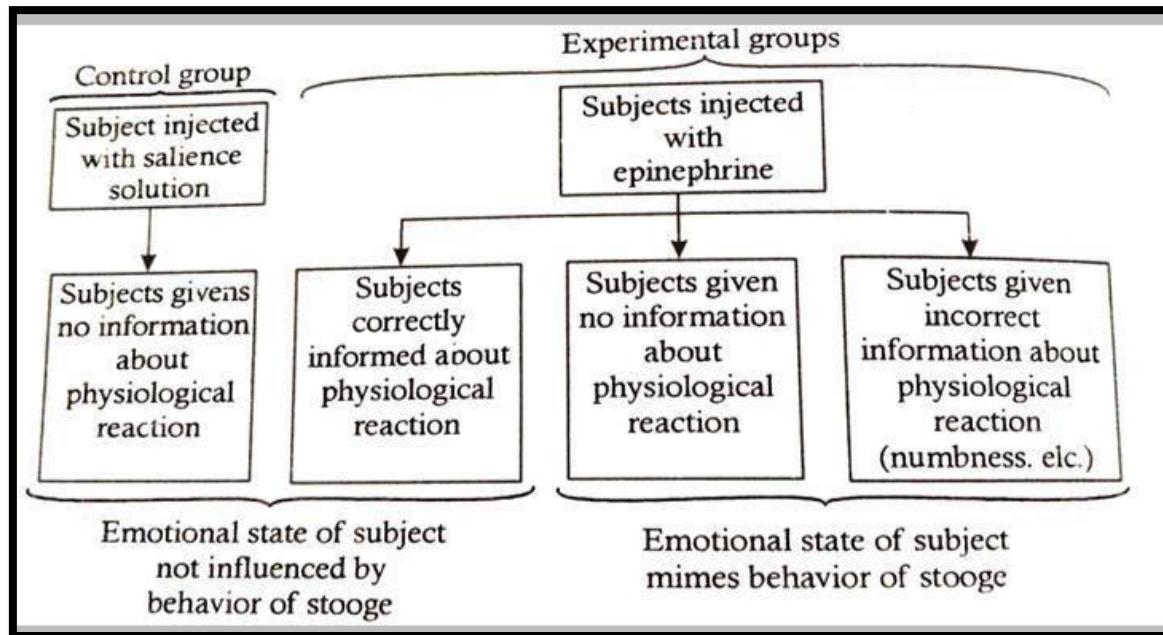 Experimental groups
Control group
Subject injected
with salience
solution
Subjects injected
with
epinephrine
Subjects givens
no information
about
physiological
reaction
Subjects
correctly
informed about
physiological
reaction
Subjects given
no information
about
physiological
reaction
Subjects given
incorrect
information about
physiological
reaction
(numbness. elc.)
Emotional state of subject
not influenced by
behavior of stooge
Emotional state of subject
mimes behavior of stooge